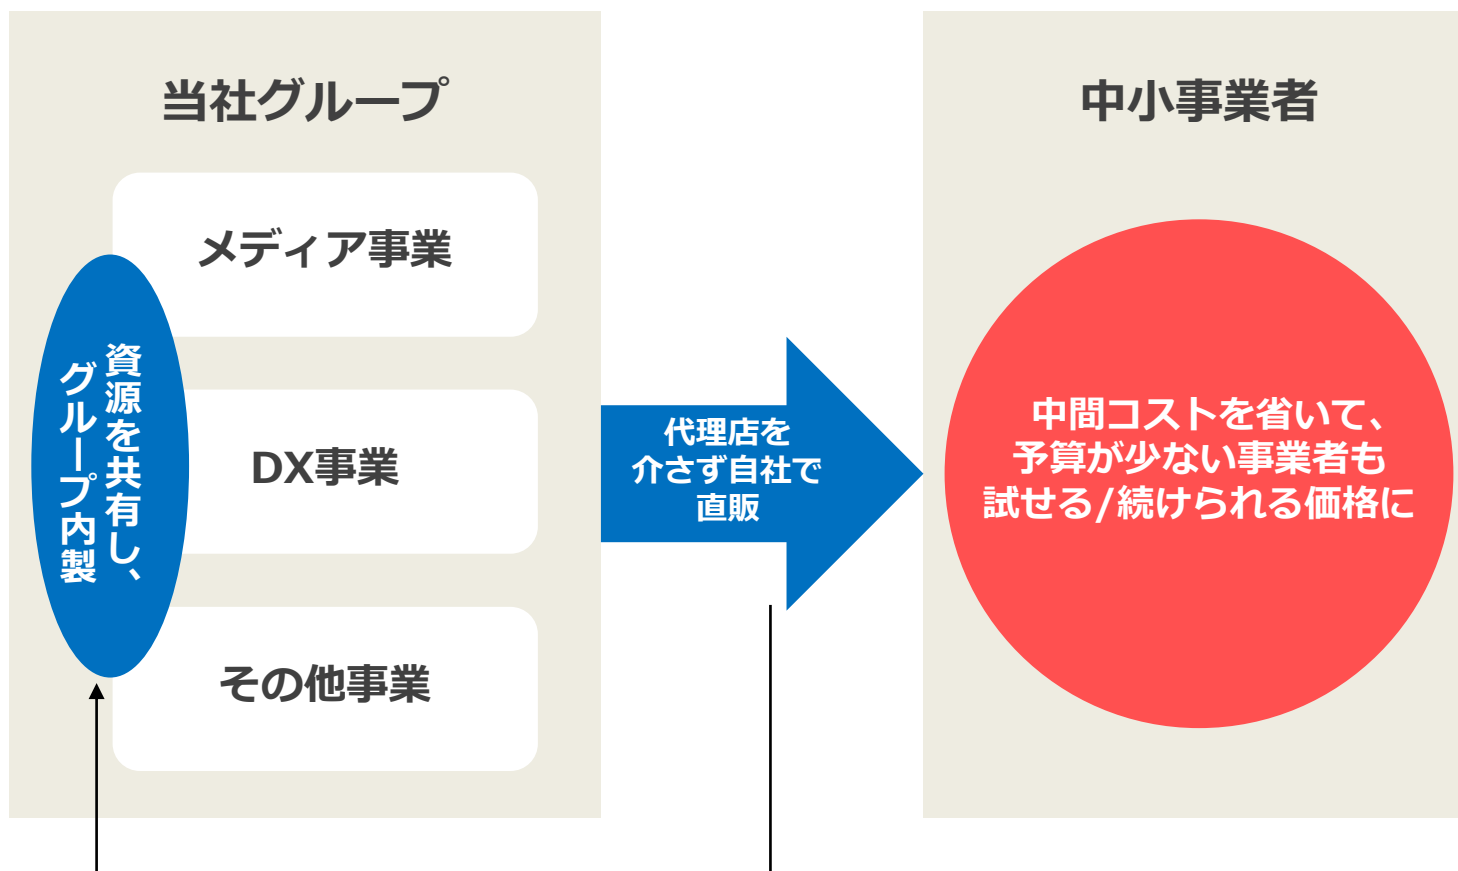 当社グループ
メディア事業
DX事業
その他事業
資源を共有し、
グループ内製
代理店を
介さず自社で
直販
中小事業者
中間コストを省いて、
予算が少ない事業者も
試せる/続けられる価格に